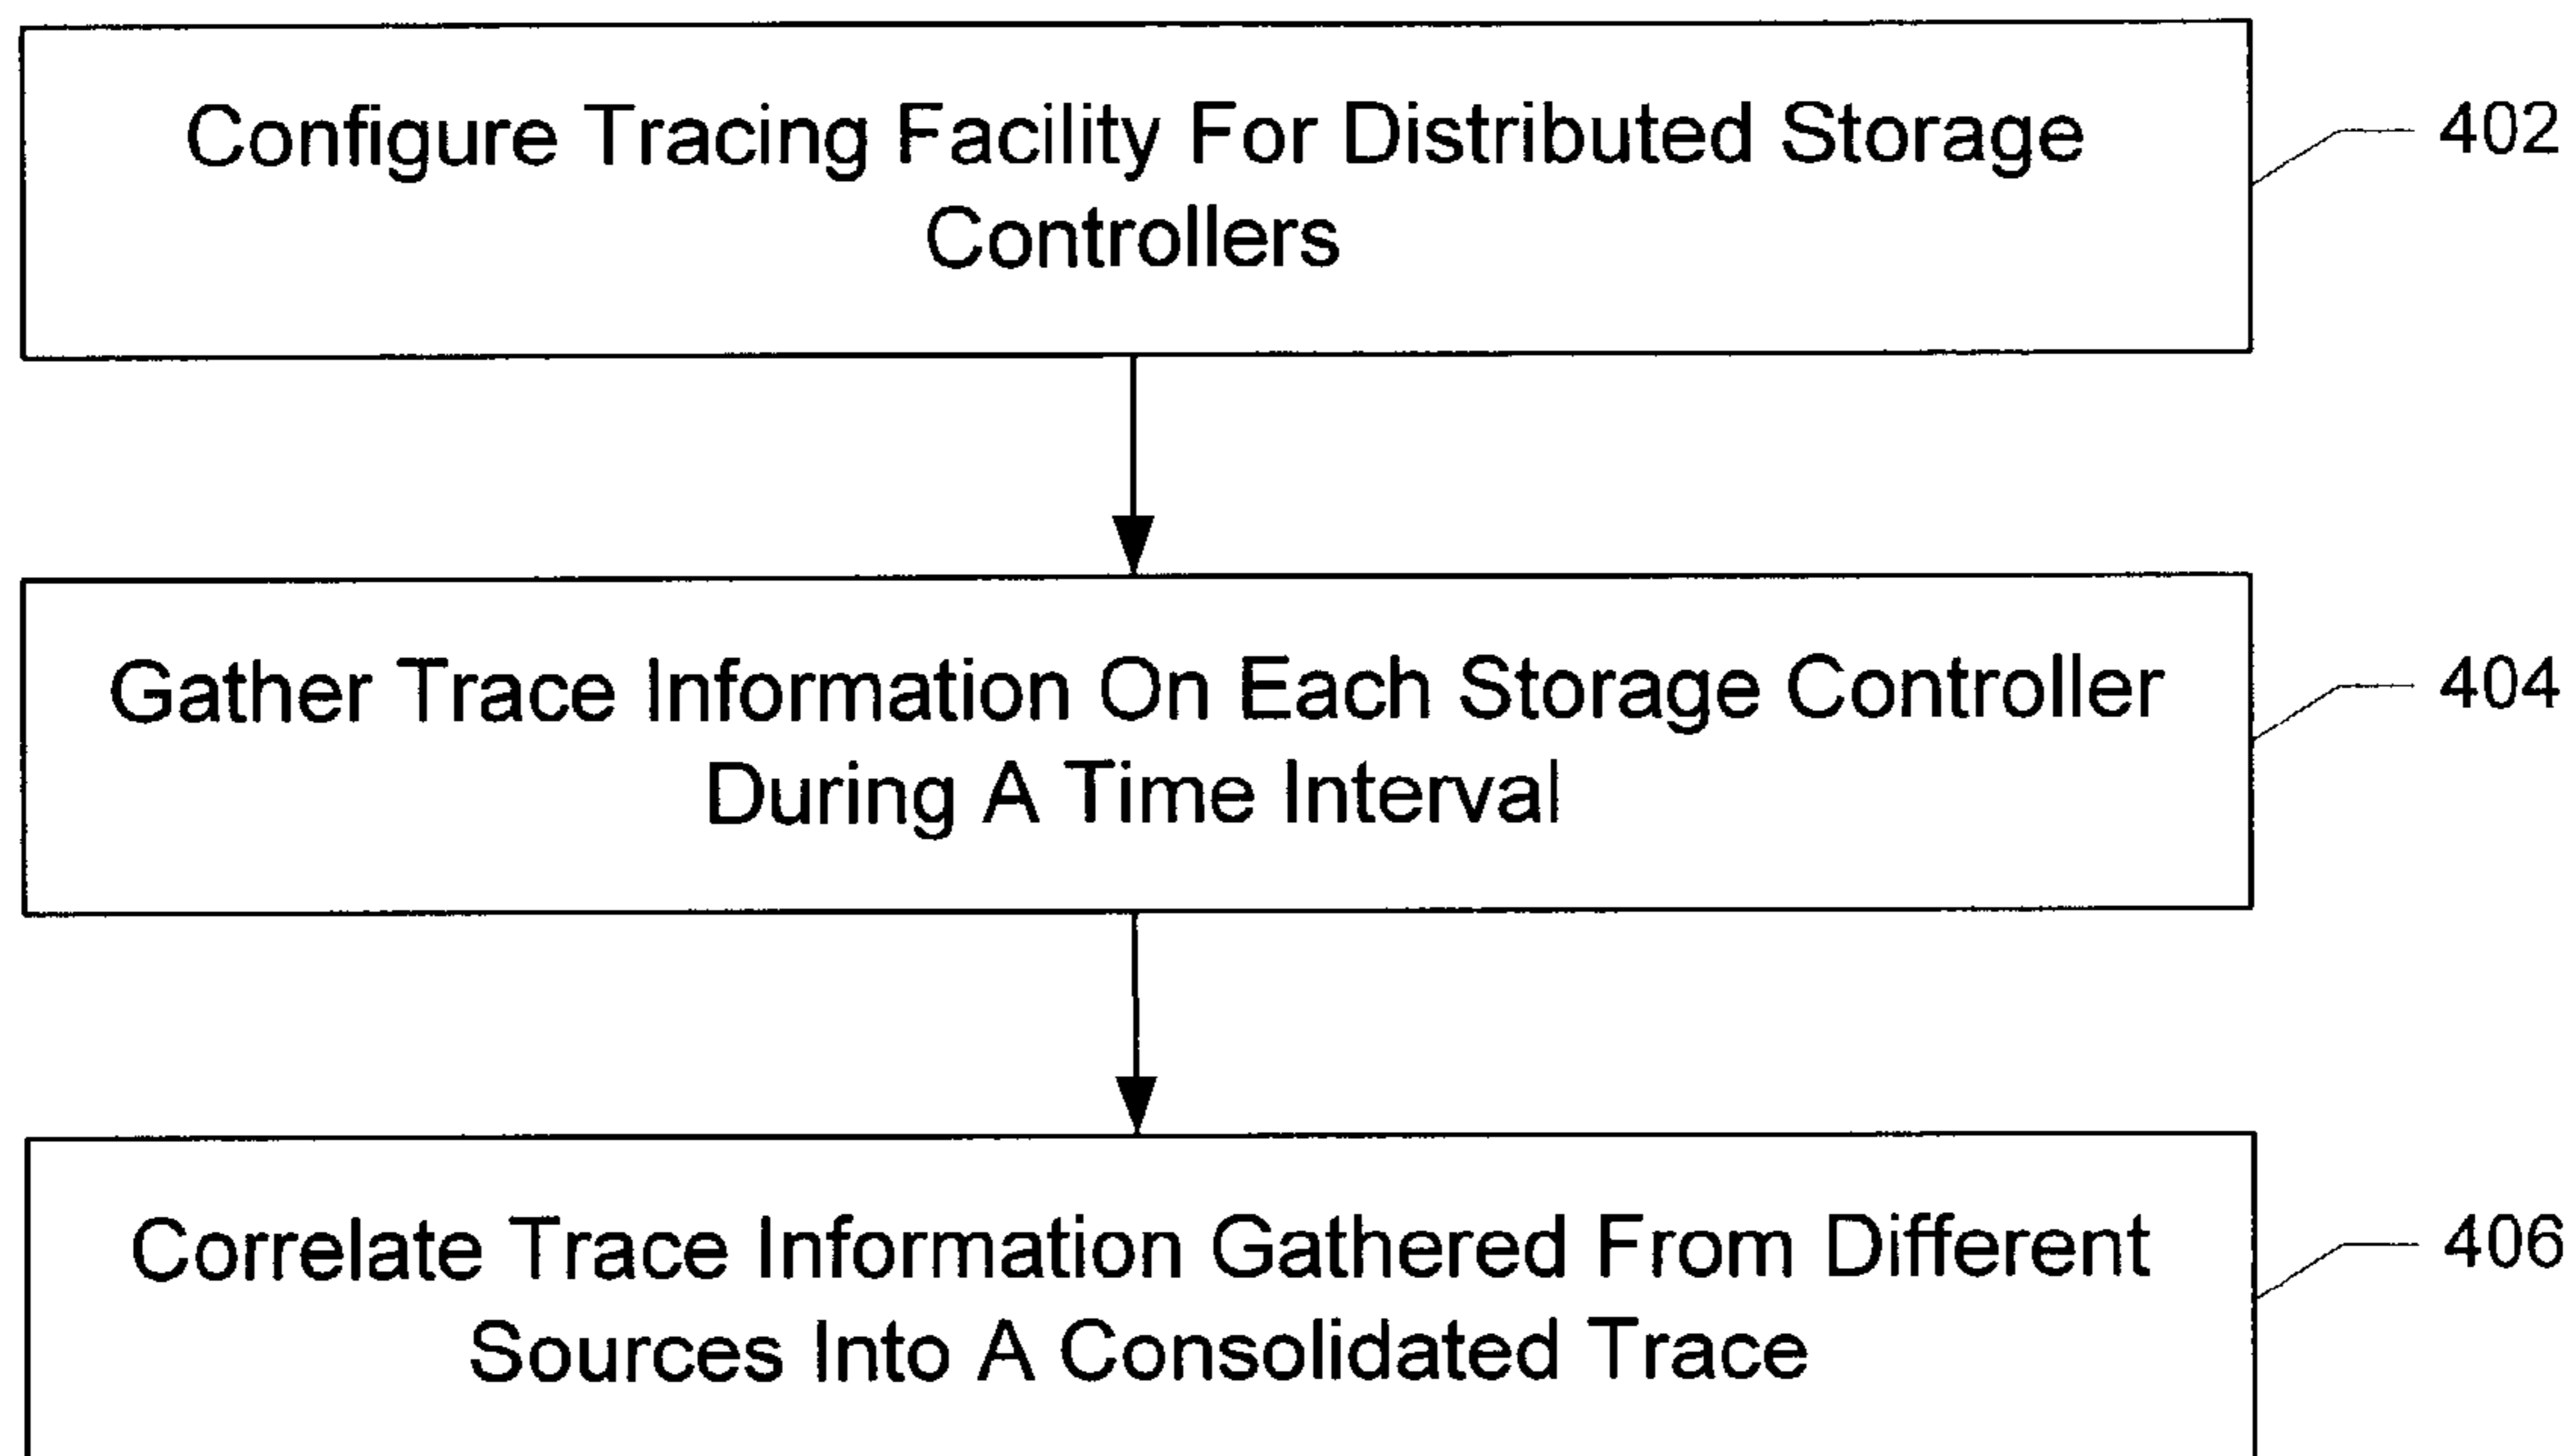 Configure Tracing Facility For Distributed Storage
Controllers
402
Gather Trace Information On Each Storage Controller
During A Time Interval
404
Correlate Trace Information Gathered From Different
Sources Into A Consolidated Trace
406